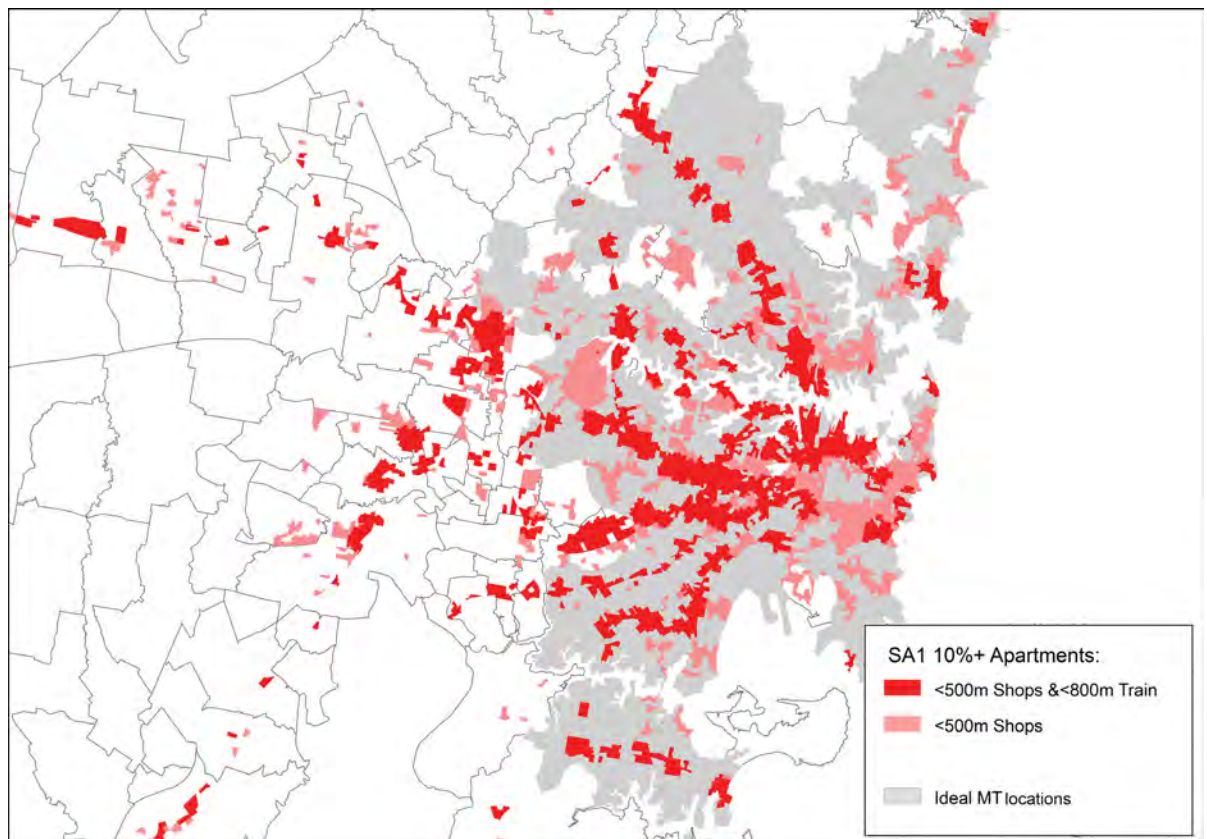 SA1 10%+ Apartments:
<500m Shops &<800m Train
<500m Shops
Ideal MT locations